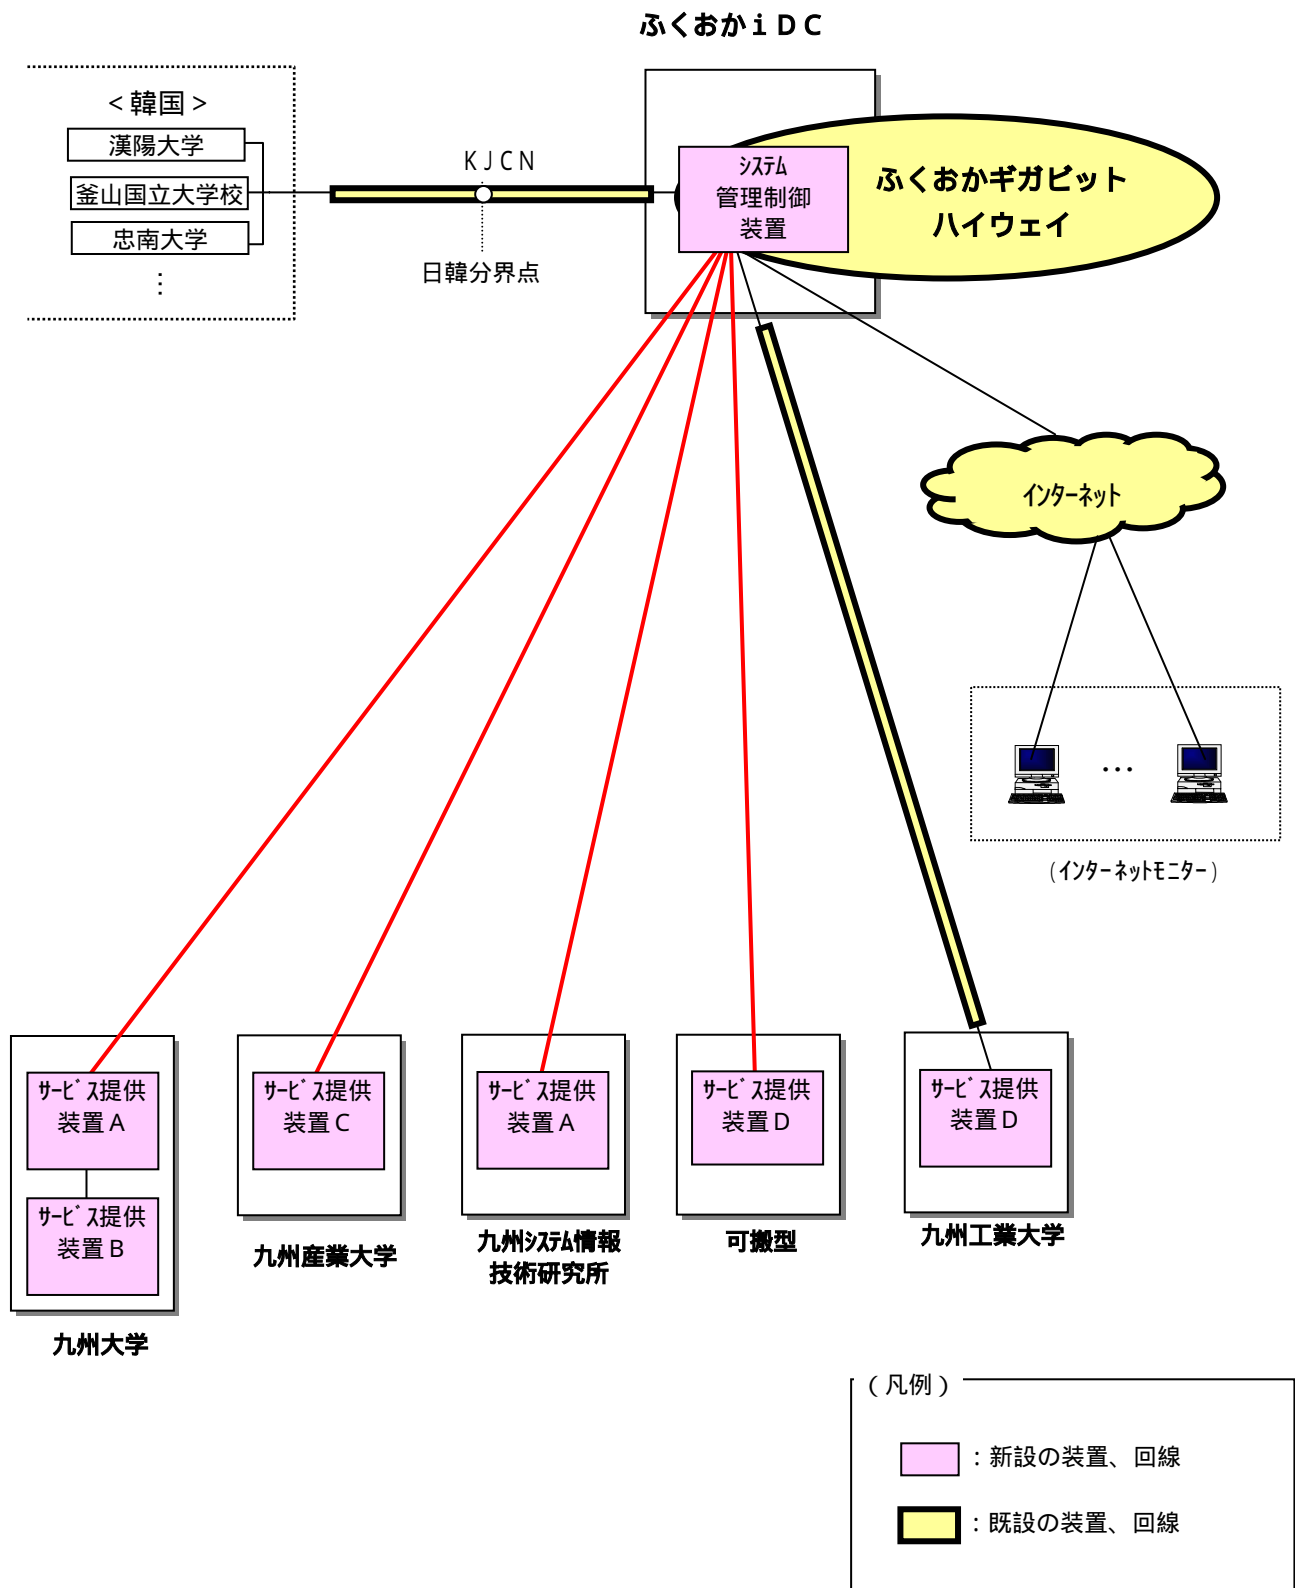 ふくおかｉＤＣ
＜韓国＞
漢陽大学
釜山国立大学校
忠南大学
⋮
ＫＪＣＮ
日韓分界点
ｼｽﾃﾑ
管理制御
装置
ふくおかギガビット
ハイウェイ
ｲﾝﾀｰﾈｯﾄ
…
（ｲﾝﾀｰﾈｯﾄﾓﾆﾀｰ）
ｻｰﾋﾞｽ提供
装置Ａ
ｻｰﾋﾞｽ提供
装置Ｂ
九州大学
ｻｰﾋﾞｽ提供
装置Ｃ
九州産業大学
ｻｰﾋﾞｽ提供
装置Ａ
九州ｼｽﾃﾑ情報
技術研究所
ｻｰﾋﾞｽ提供
装置Ｄ
可搬型
ｻｰﾋﾞｽ提供
装置Ｄ
九州工業大学
（凡例）
：新設の装置、回線
：既設の装置、回線